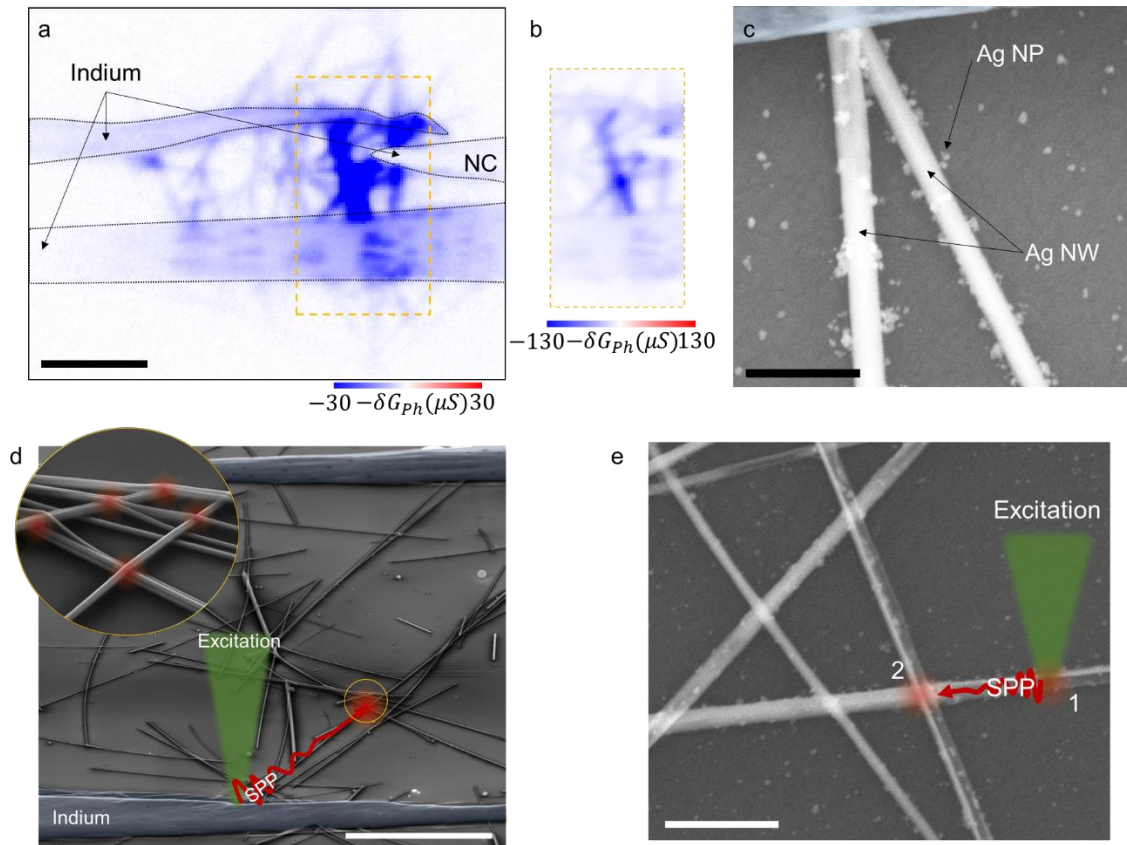 a
Indium
NC
−30 −δG_Ph(μS)30
b
−130−δG_Ph(μS)130
c
Ag NP
Ag NW
d
Excitation
SPP
Indium
e
Excitation
2
SPP
1